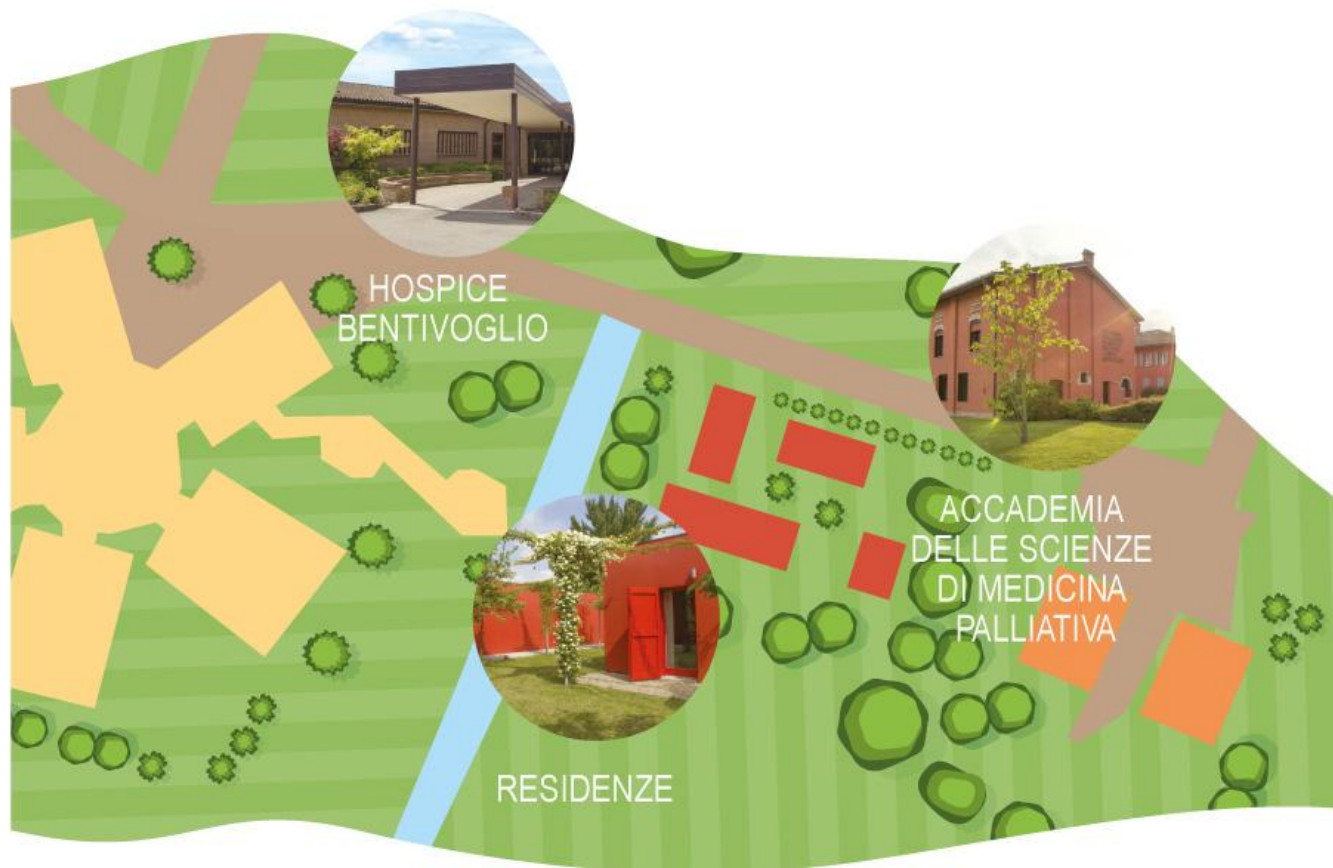 HOSPICE
BENTIVOGLIO
ACCADEMIA
DELLE SCIENZE
DI MEDICINA
PALLIATIVA
RESIDENZE